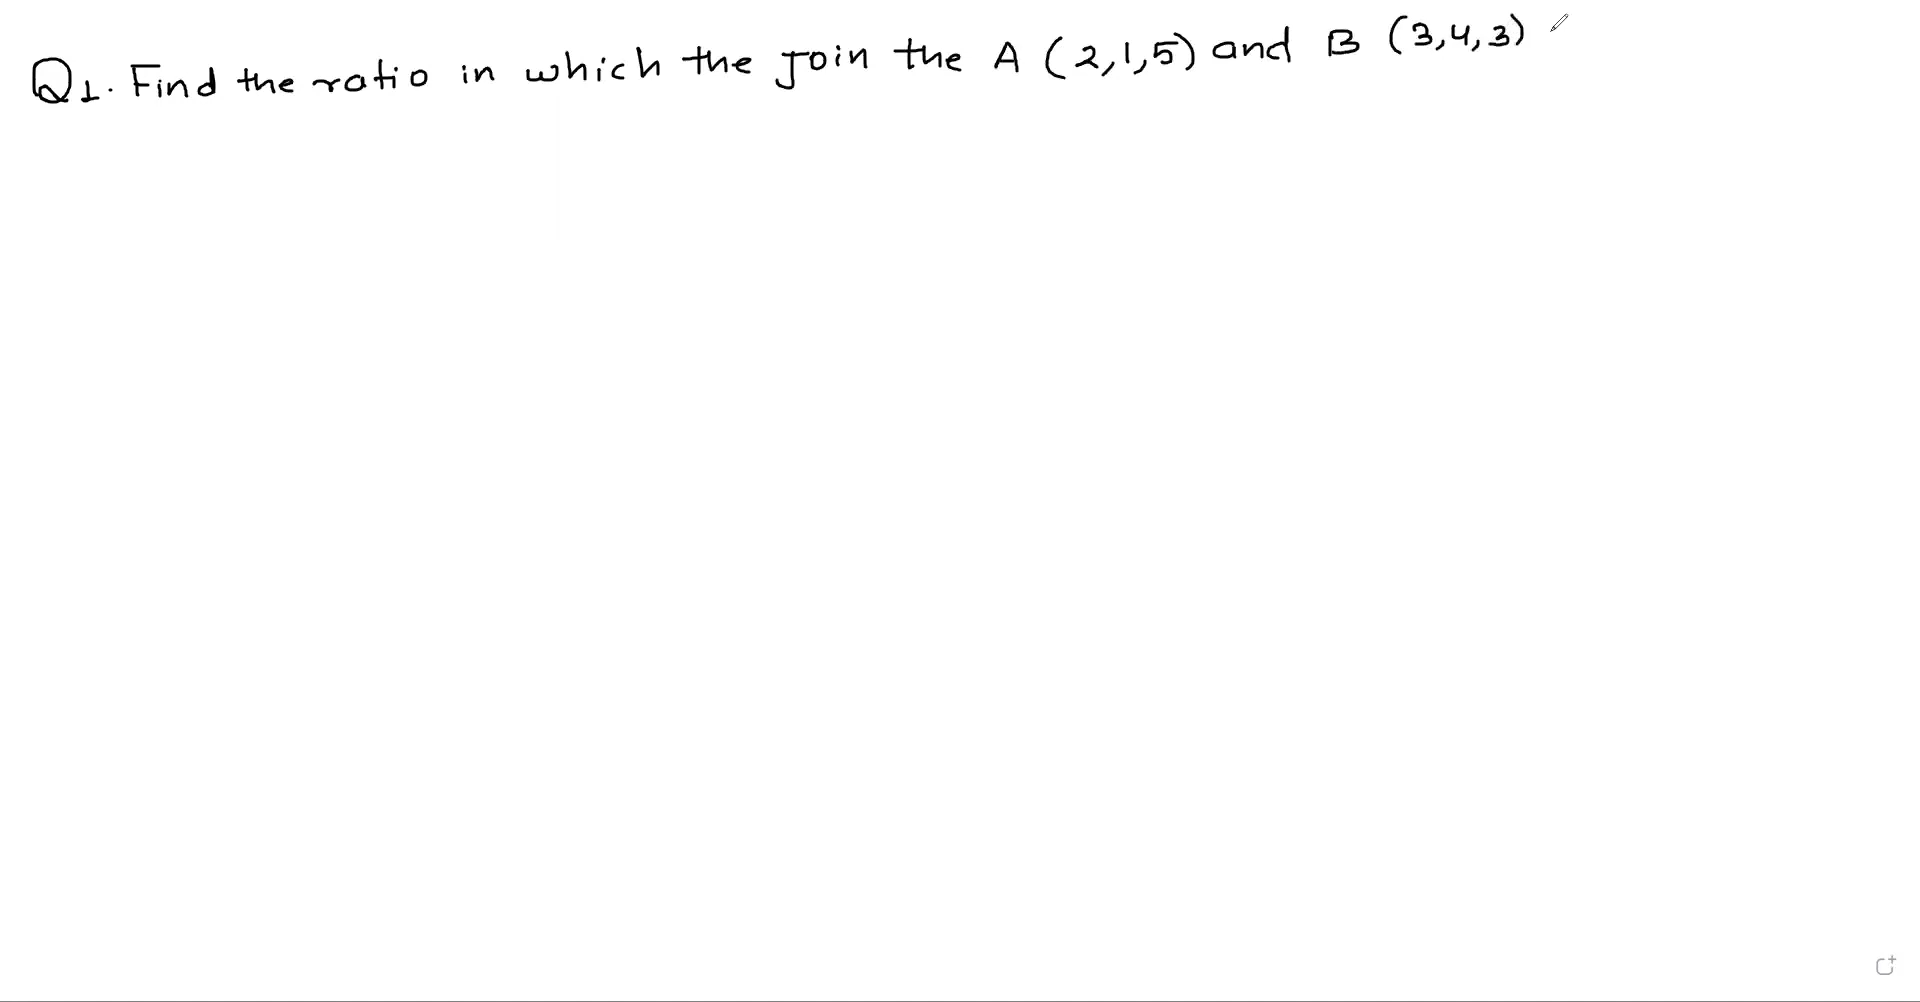 Q1. Find the ratio in which the join the A (2,1,5) and B (3,4,3)